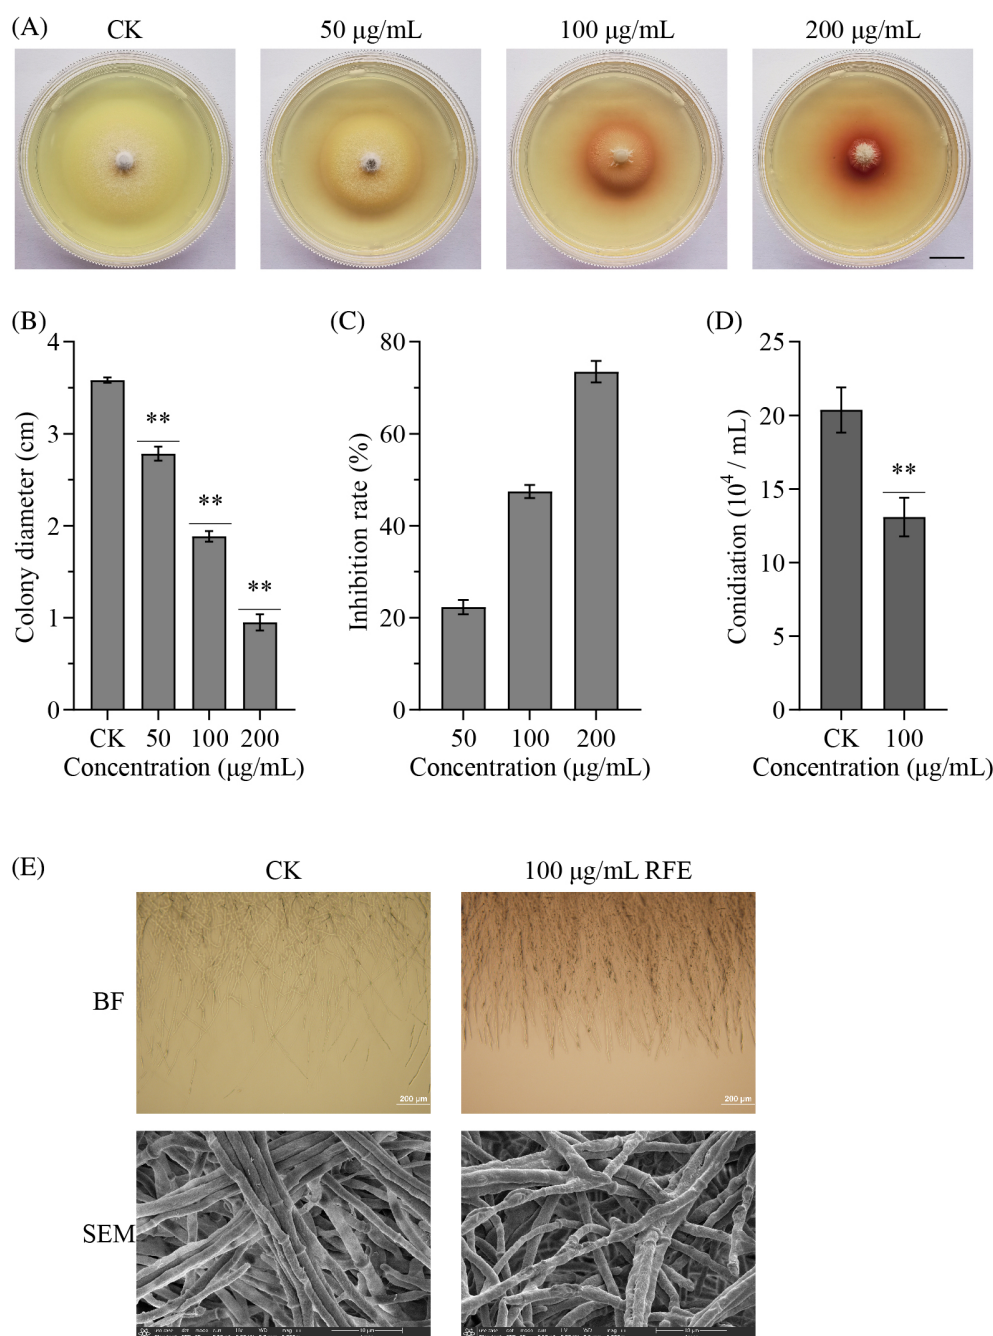 (A)
CK 50 μg/mL 100 μg/mL 200 μg/mL
(B)
Colony diameter (cm)
4
3
2
1
0
**
**
**
CK 50 100 200
Concentration (μg/mL)
(C)
Inhibition rate (%)
80
60
40
20
0
50 100 200
Concentration (μg/mL)
(D)
Conidiation (10⁴ / mL)
25
20
15
10
5
0
**
CK 100
Concentration (μg/mL)
(E)
CK 100 μg/mL RFE
BF
200 μm
200 μm
SEM